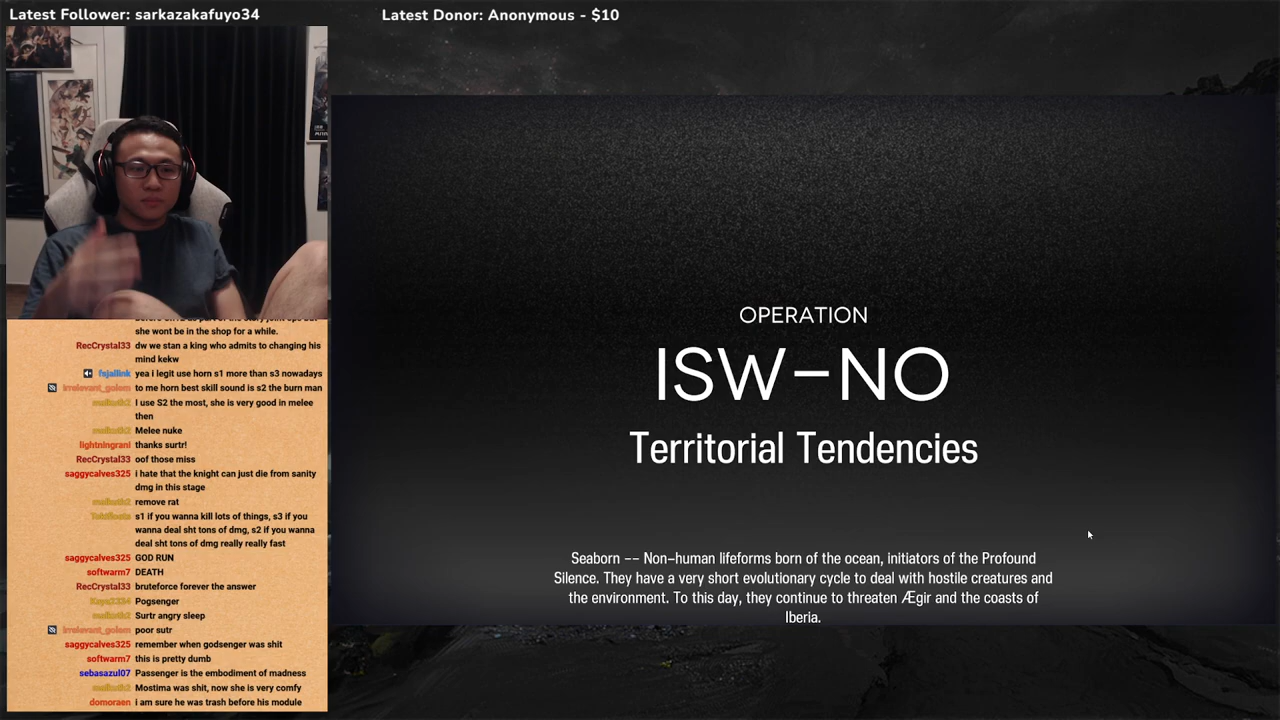 Latest Follower: sarkazakafuyo34
Latest Donor: Anonymous - $10
she wont be in the shop for a while.
RecCrystal33 dw we stan a king who admits to changing his
mind kekw
fsjallink yea i legit use horn s1 more than s3 nowadays
irrelevant_golem to me horn best skill sound is s2 the burn man
I use S2 the most, she is very good in melee
then
Melee nuke
lightningrani thanks surtr!
RecCrystal33 oof those miss
saggycalves325 i hate that the knight can just die from sanity
dmg in this stage
remove rat
s1 if you wanna kill lots of things, s3 if you
wanna deal sht tons of dmg, s2 if you wanna
deal sht tons of dmg really really fast
saggycalves325 GOD RUN
softwarm7 DEATH
RecCrystal33 bruteforce forever the answer
Pogsenger
Surtr angry sleep
irrelevant_golem poor sutr
saggycalves325 remember when godsenger was shit
softwarm7 this is pretty dumb
sebasazul07 Passenger is the embodiment of madness
Mostima was shit, now she is very comfy
domoraen i am sure he was trash before his module
OPERATION
ISW-NO
Territorial Tendencies
Seaborn -- Non-human lifeforms born of the ocean, initiators of the Profound
Silence. They have a very short evolutionary cycle to deal with hostile creatures and
the environment. To this day, they continue to threaten Ægir and the coasts of
Iberia.